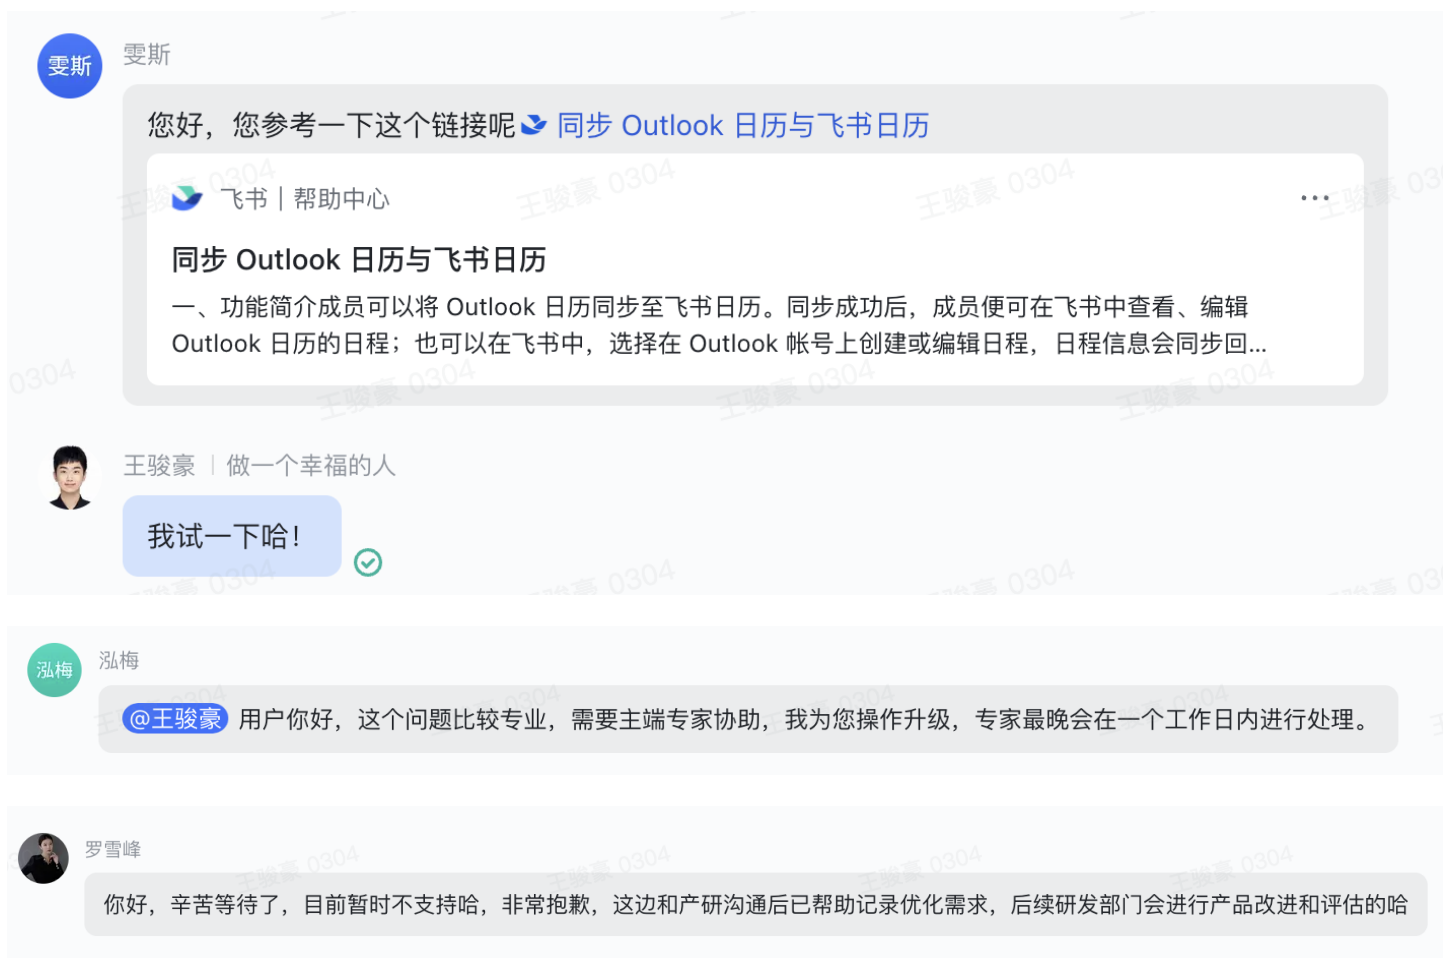 雯斯
雯斯
您好，您参考一下这个链接呢 同步 Outlook 日历与飞书日历
飞书 | 帮助中心
...
同步 Outlook 日历与飞书日历
一、功能简介成员可以将 Outlook 日历同步至飞书日历。同步成功后，成员便可在飞书中查看、编辑
Outlook 日历的日程；也可以在飞书中，选择在 Outlook 帐号上创建或编辑日程，日程信息会同步回...
王骏豪 | 做一个幸福的人
我试一下哈！
泓梅
泓梅
@王骏豪 用户你好，这个问题比较专业，需要主端专家协助，我为您操作升级，专家最晚会在一个工作日内进行处理。
罗雪峰
你好，辛苦等待了，目前暂时不支持哈，非常抱歉，这边和产研沟通后已帮助记录优化需求，后续研发部门会进行产品改进和评估的哈
王骏豪 0304